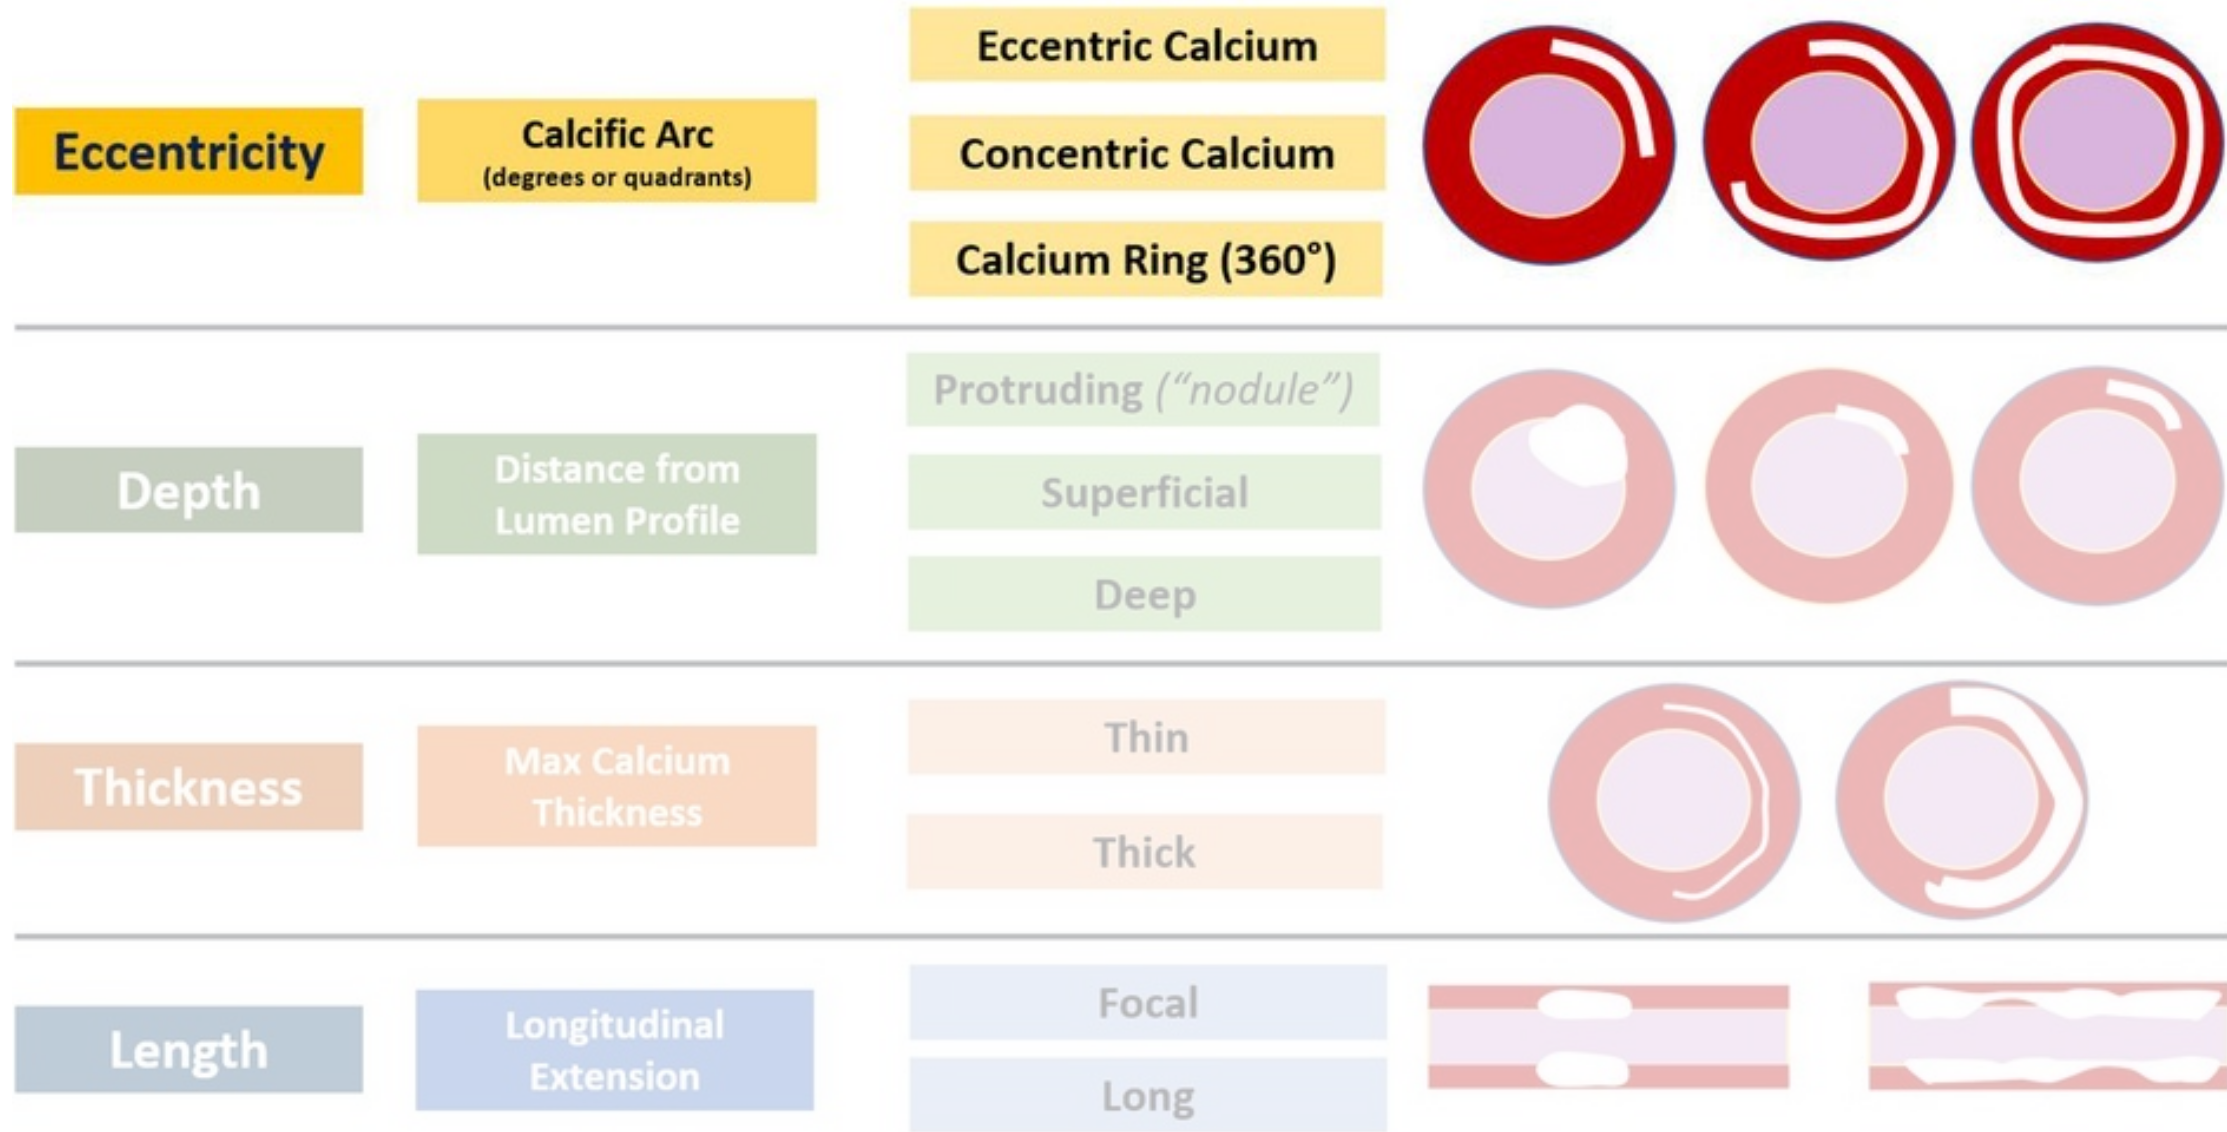 Eccentricity
Calcific Arc
(degrees or quadrants)
Eccentric Calcium
Concentric Calcium
Calcium Ring (360°)
Depth
Distance from
Lumen Profile
Protruding (“nodule”)
Superficial
Deep
Thickness
Max Calcium
Thickness
Thin
Thick
Length
Longitudinal
Extension
Focal
Long